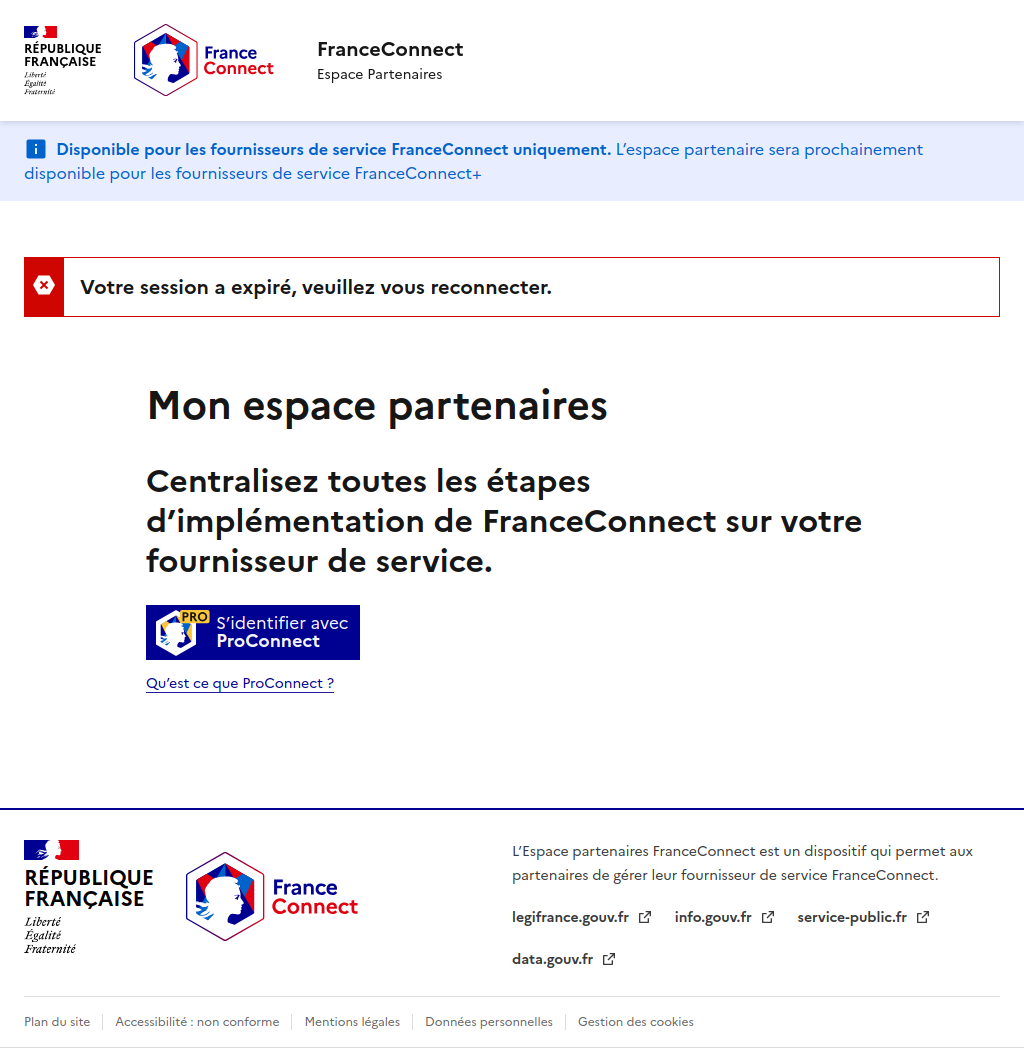 RÉPUBLIQUE
FRANÇAISE
Liberté
Égalité
Fraternité
France
Connect
FranceConnect
Espace Partenaires
Disponible pour les fournisseurs de service FranceConnect uniquement. L’espace partenaire sera prochainement
disponible pour les fournisseurs de service FranceConnect+
Votre session a expiré, veuillez vous reconnecter.
Mon espace partenaires
Centralisez toutes les étapes
d’implémentation de FranceConnect sur votre
fournisseur de service.
PRO
S’identifier avec
ProConnect
Qu’est ce que ProConnect ?
RÉPUBLIQUE
FRANÇAISE
Liberté
Égalité
Fraternité
France
Connect
L’Espace partenaires FranceConnect est un dispositif qui permet aux
partenaires de gérer leur fournisseur de service FranceConnect.
legifrance.gouv.fr info.gouv.fr service-public.fr
data.gouv.fr
Plan du site Accessibilité : non conforme Mentions légales Données personnelles Gestion des cookies